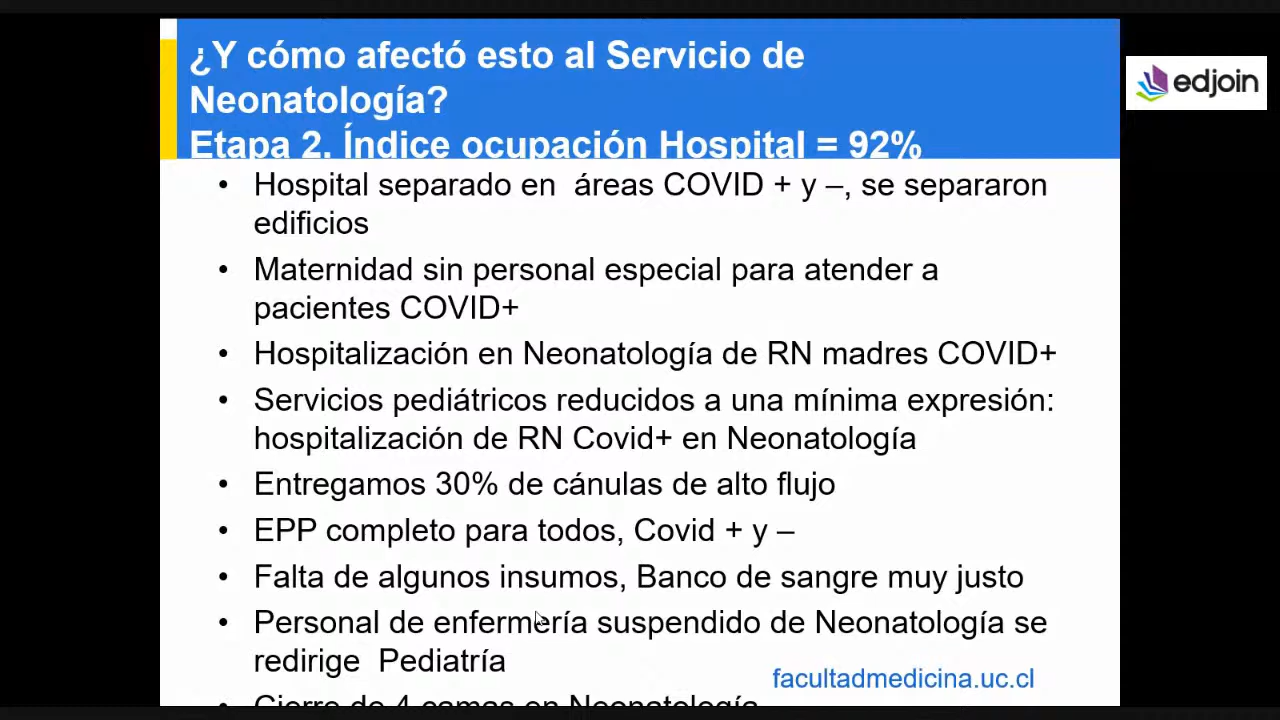 ¿Y cómo afectó esto al Servicio de
Neonatología?
Etapa 2. Índice ocupación Hospital = 92%
edjoin
• Hospital separado en áreas COVID + y –, se separaron
edificios
• Maternidad sin personal especial para atender a
pacientes COVID+
• Hospitalización en Neonatología de RN madres COVID+
• Servicios pediátricos reducidos a una mínima expresión:
hospitalización de RN Covid+ en Neonatología
• Entregamos 30% de cánulas de alto flujo
• EPP completo para todos, Covid + y –
• Falta de algunos insumos, Banco de sangre muy justo
• Personal de enfermería suspendido de Neonatología se
redirige Pediatría
facultadmedicina.uc.cl
• Cierre de 4 camas en Neonatología